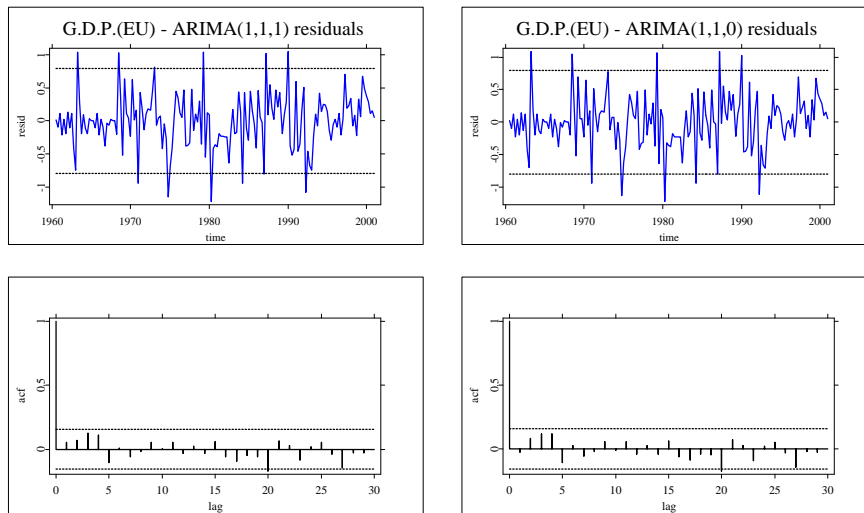 G.D.P.(EU) - ARIMA(1,1,1) residuals
1
0.5
0
-0.5
-1
resid
1960 1970 1980 1990 2000
time
G.D.P.(EU) - ARIMA(1,1,0) residuals
1
0.5
0
-0.5
-1
resid
1960 1970 1980 1990 2000
time
1
0.5
0
acf
0 5 10 15 20 25 30
lag
1
0.5
0
acf
0 5 10 15 20 25 30
lag